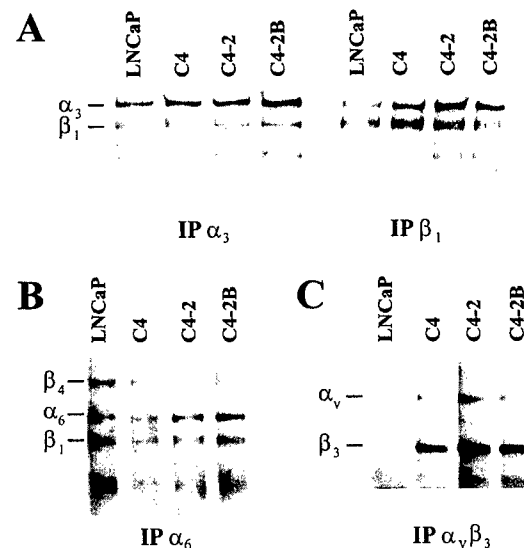 A
LNCaP C4 C4-2 C4-2B LNCaP C4 C4-2 C4-2B
α3
β1
IP α3 IP β1
B C
LNCaP C4 C4-2 C4-2B LNCaP C4 C4-2 C4-2B
β4
α6
β1
αv
β3
IP α6 IP αvβ3